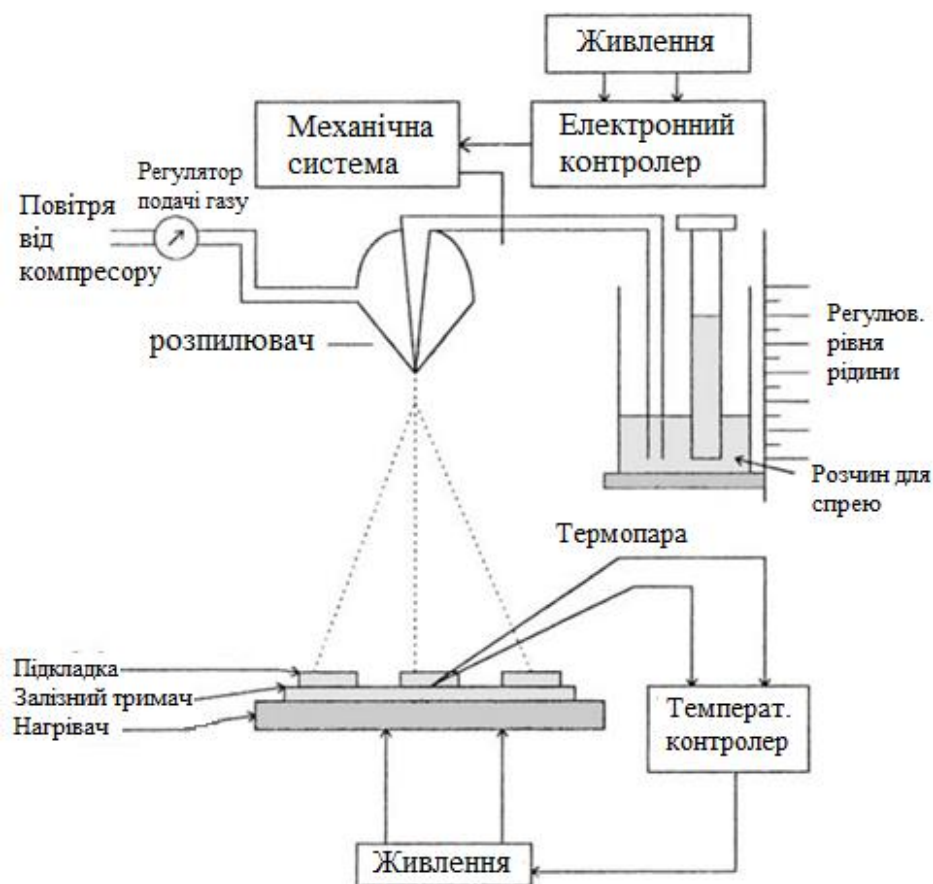 Живлення
Механічна
система
Електронний
контролер
Регулятор
подачі газу
Повітря
від
компресору
розпилювач
Регулюв.
рівня
рідини
Розчин для
спрею
Термопара
Підкладка
Залізний тримач
Нагрівач
Температ.
контролер
Живлення